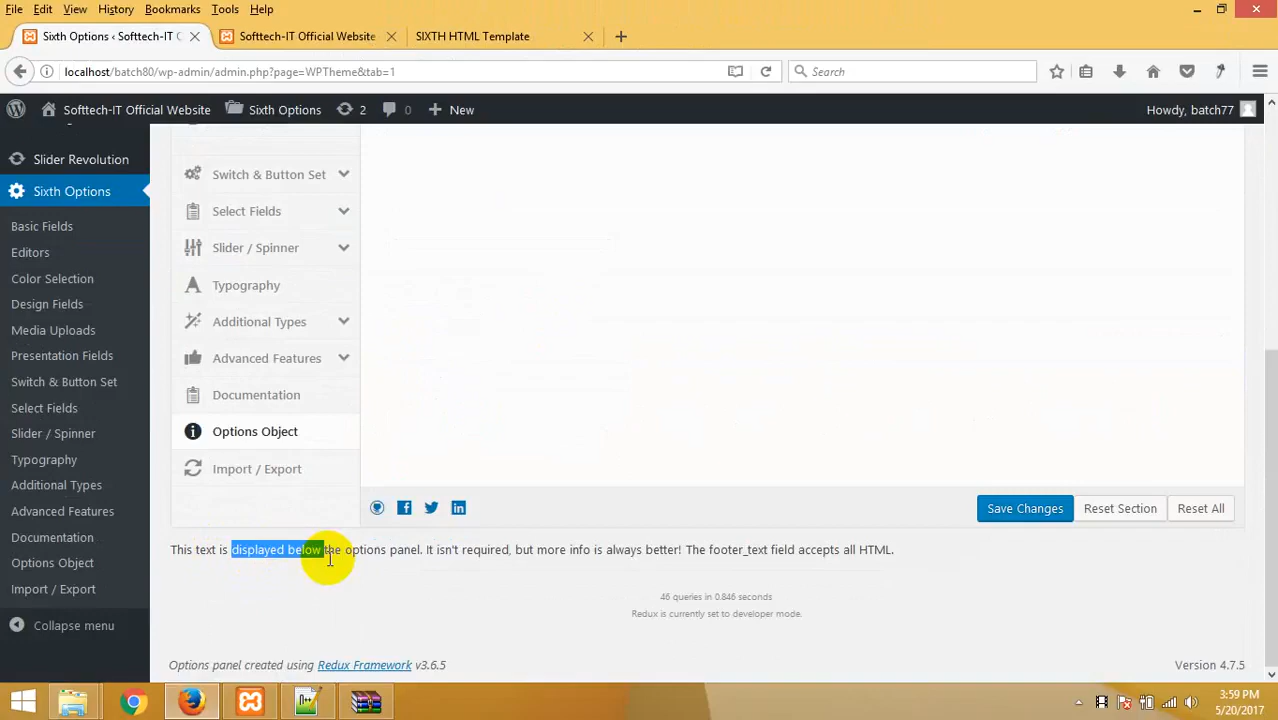 File Edit View History Bookmarks Tools Help
Sixth Options ‹ Softtech-IT O
Softtech-IT Official Website
SIXTH HTML Template
localhost/batch80/wp-admin/admin.php?page=WPTheme&tab=1
Search
Softtech-IT Official Website
Sixth Options
2
0
New
Howdy, batch77
Slider Revolution
Sixth Options
Basic Fields
Editors
Color Selection
Design Fields
Media Uploads
Presentation Fields
Switch & Button Set
Select Fields
Slider / Spinner
Typography
Additional Types
Advanced Features
Documentation
Options Object
Import / Export
Collapse menu
Switch & Button Set
Select Fields
Slider / Spinner
Typography
Additional Types
Advanced Features
Documentation
Options Object
Import / Export
Save Changes
Reset Section
Reset All
This text is displayed below the options panel. It isn't required, but more info is always better! The footer_text field accepts all HTML.
46 queries in 0.846 seconds
Redux is currently set to developer mode.
Options panel created using Redux Framework v3.6.5
Version 4.7.5
3:59 PM
5/20/2017